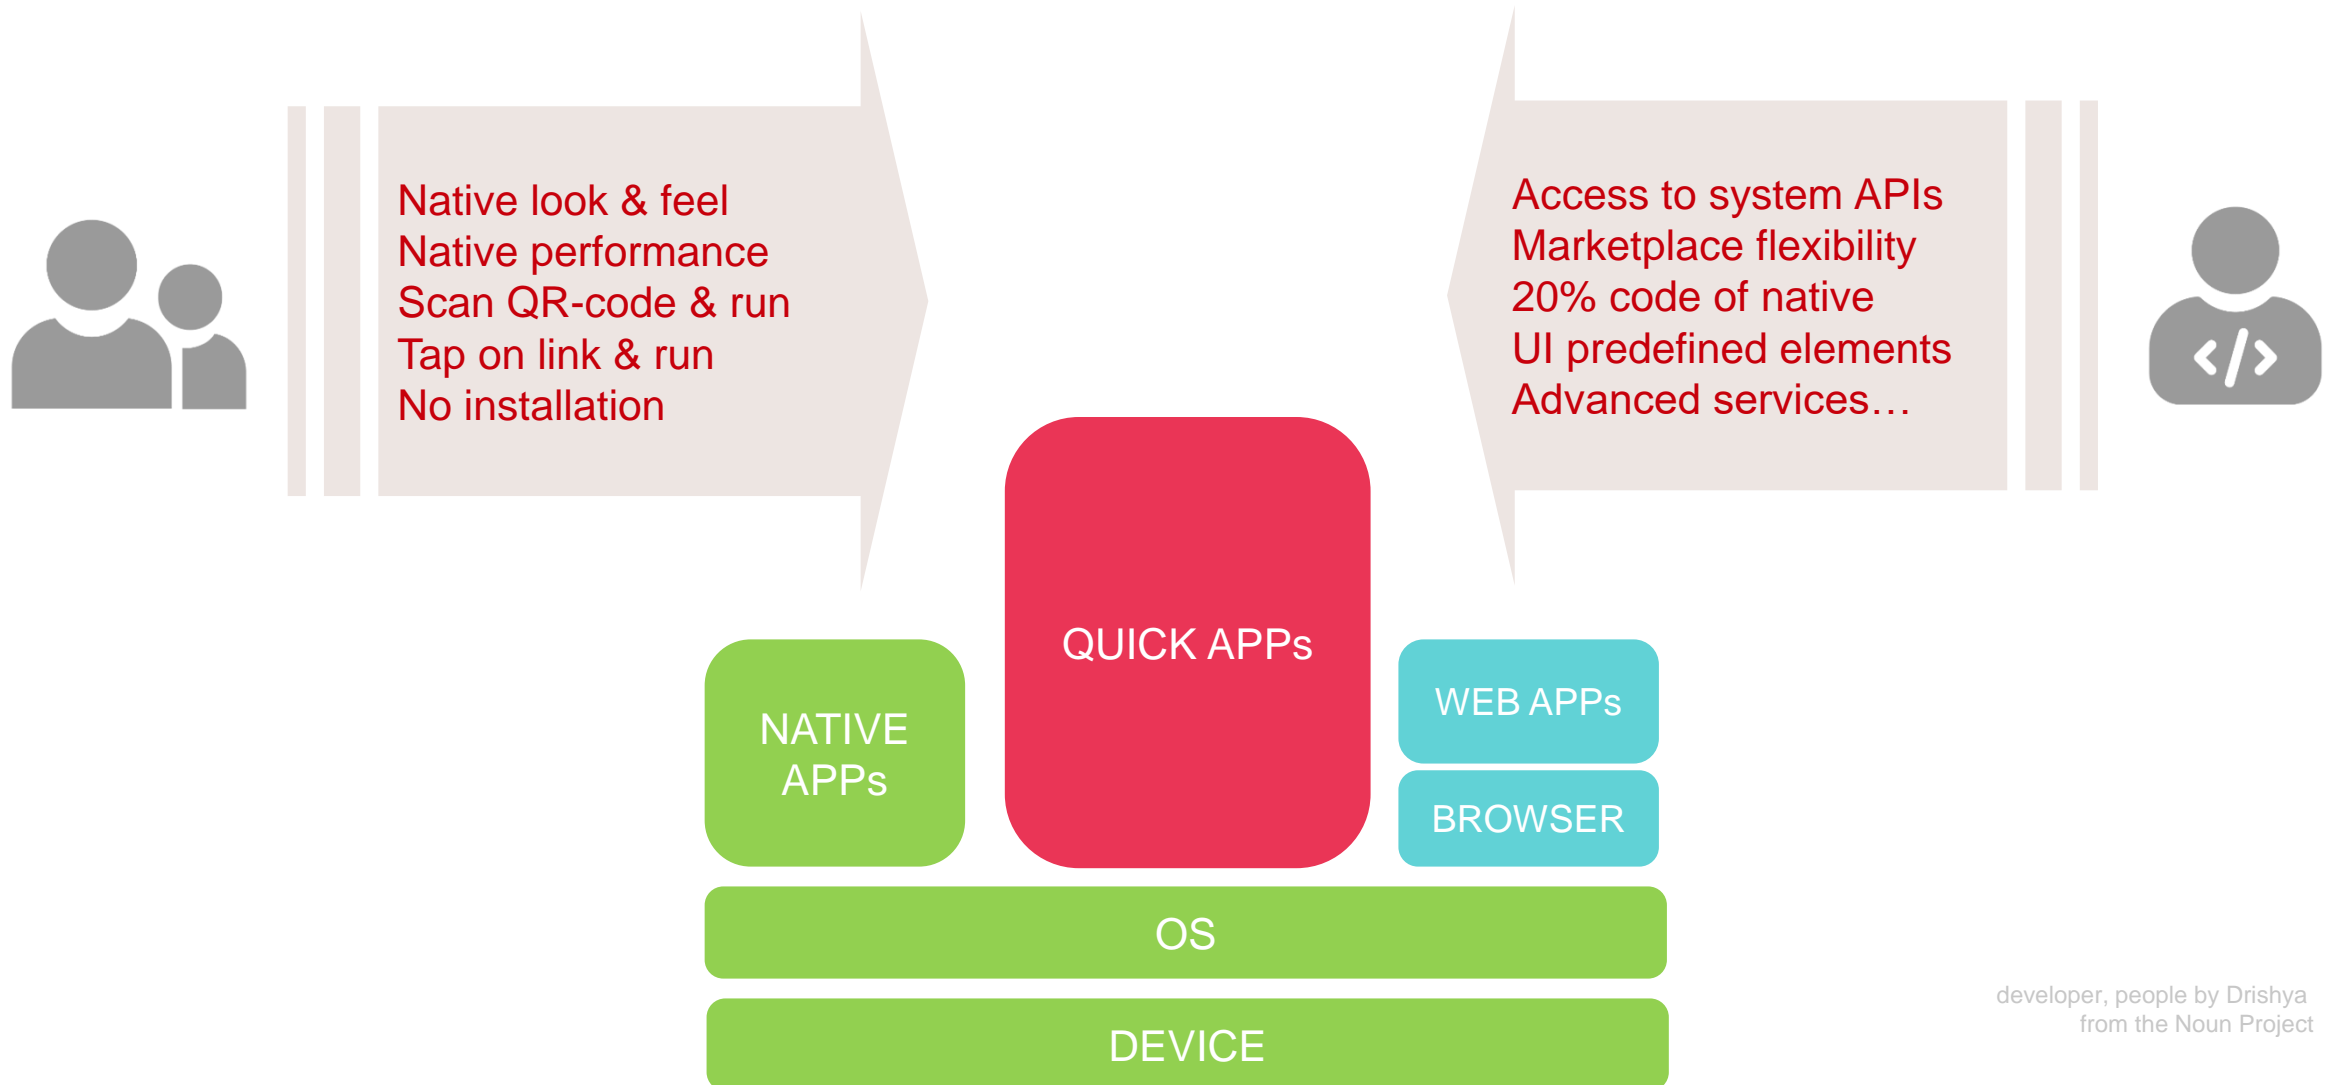 Native look & feel
Native performance
Scan QR-code & run
Tap on link & run
No installation
Access to system APIs
Marketplace flexibility
20% code of native
UI predefined elements
Advanced services…
</>
QUICK APPs
NATIVE
APPs
WEB APPs
BROWSER
OS
DEVICE
developer, people by Drishya
from the Noun Project